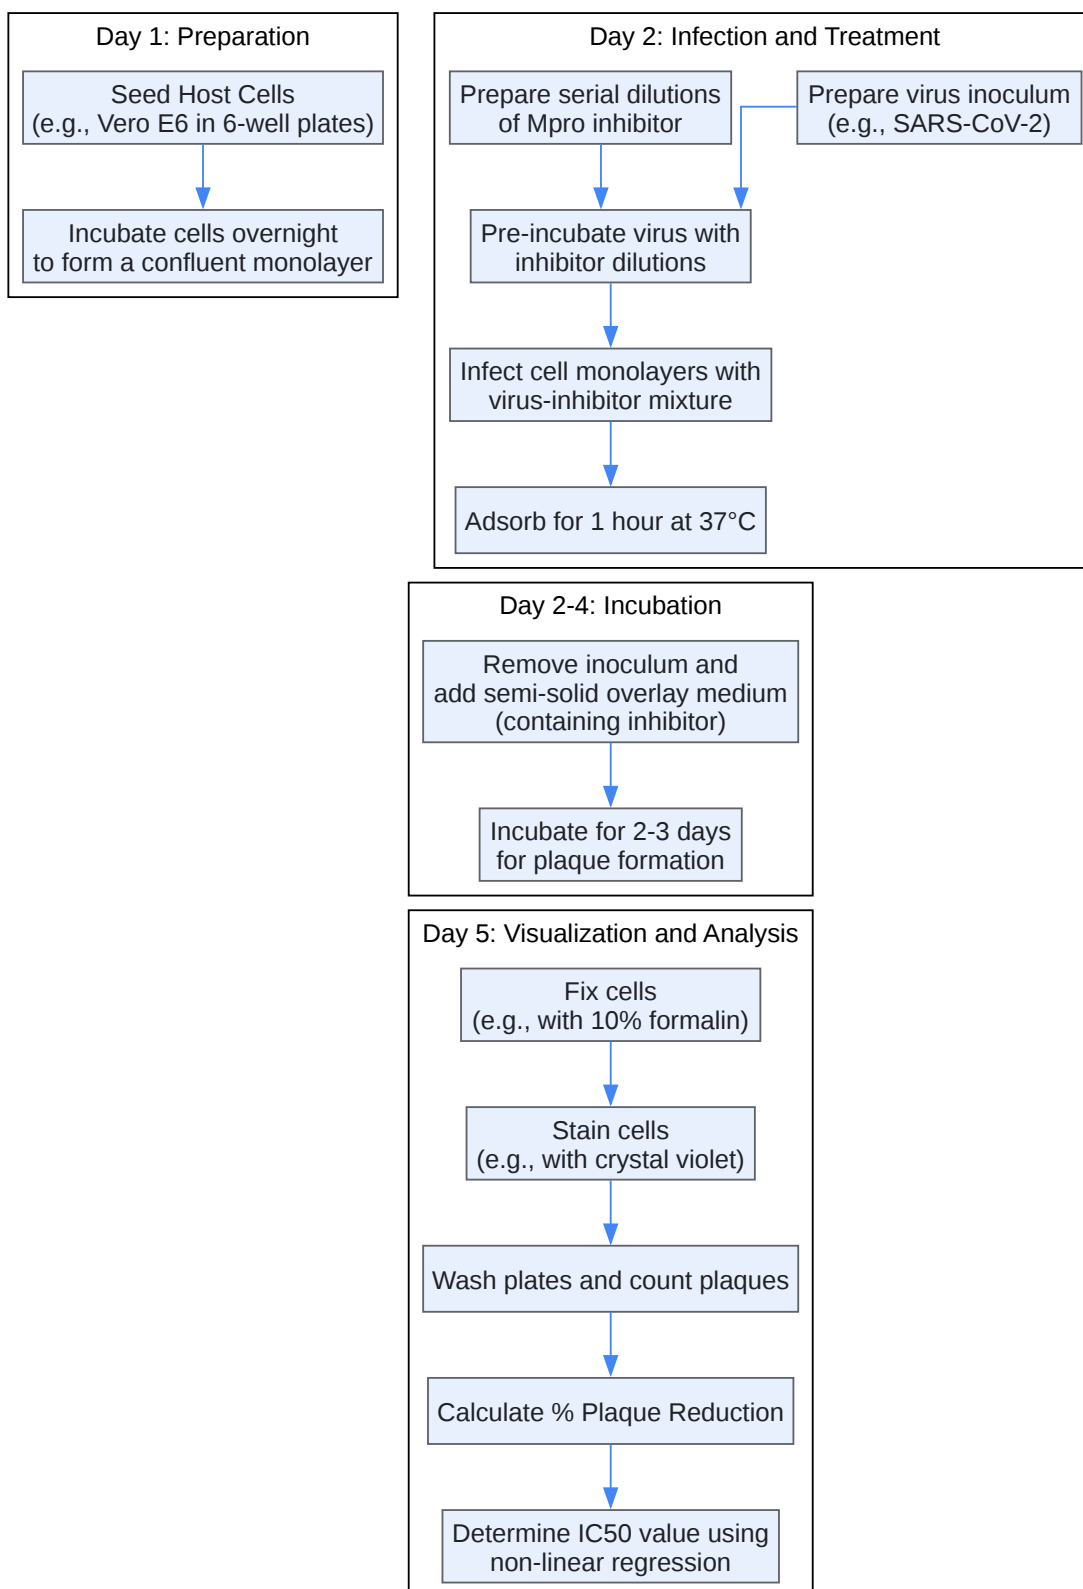 Day 1: Preparation
Seed Host Cells
(e.g., Vero E6 in 6-well plates)
Incubate cells overnight
to form a confluent monolayer
Day 2: Infection and Treatment
Prepare serial dilutions
of Mpro inhibitor
Prepare virus inoculum
(e.g., SARS-CoV-2)
Pre-incubate virus with
inhibitor dilutions
Infect cell monolayers with
virus-inhibitor mixture
Adsorb for 1 hour at 37°C
Day 2-4: Incubation
Remove inoculum and
add semi-solid overlay medium
(containing inhibitor)
Incubate for 2-3 days
for plaque formation
Day 5: Visualization and Analysis
Fix cells
(e.g., with 10% formalin)
Stain cells
(e.g., with crystal violet)
Wash plates and count plaques
Calculate % Plaque Reduction
Determine IC50 value using
non-linear regression